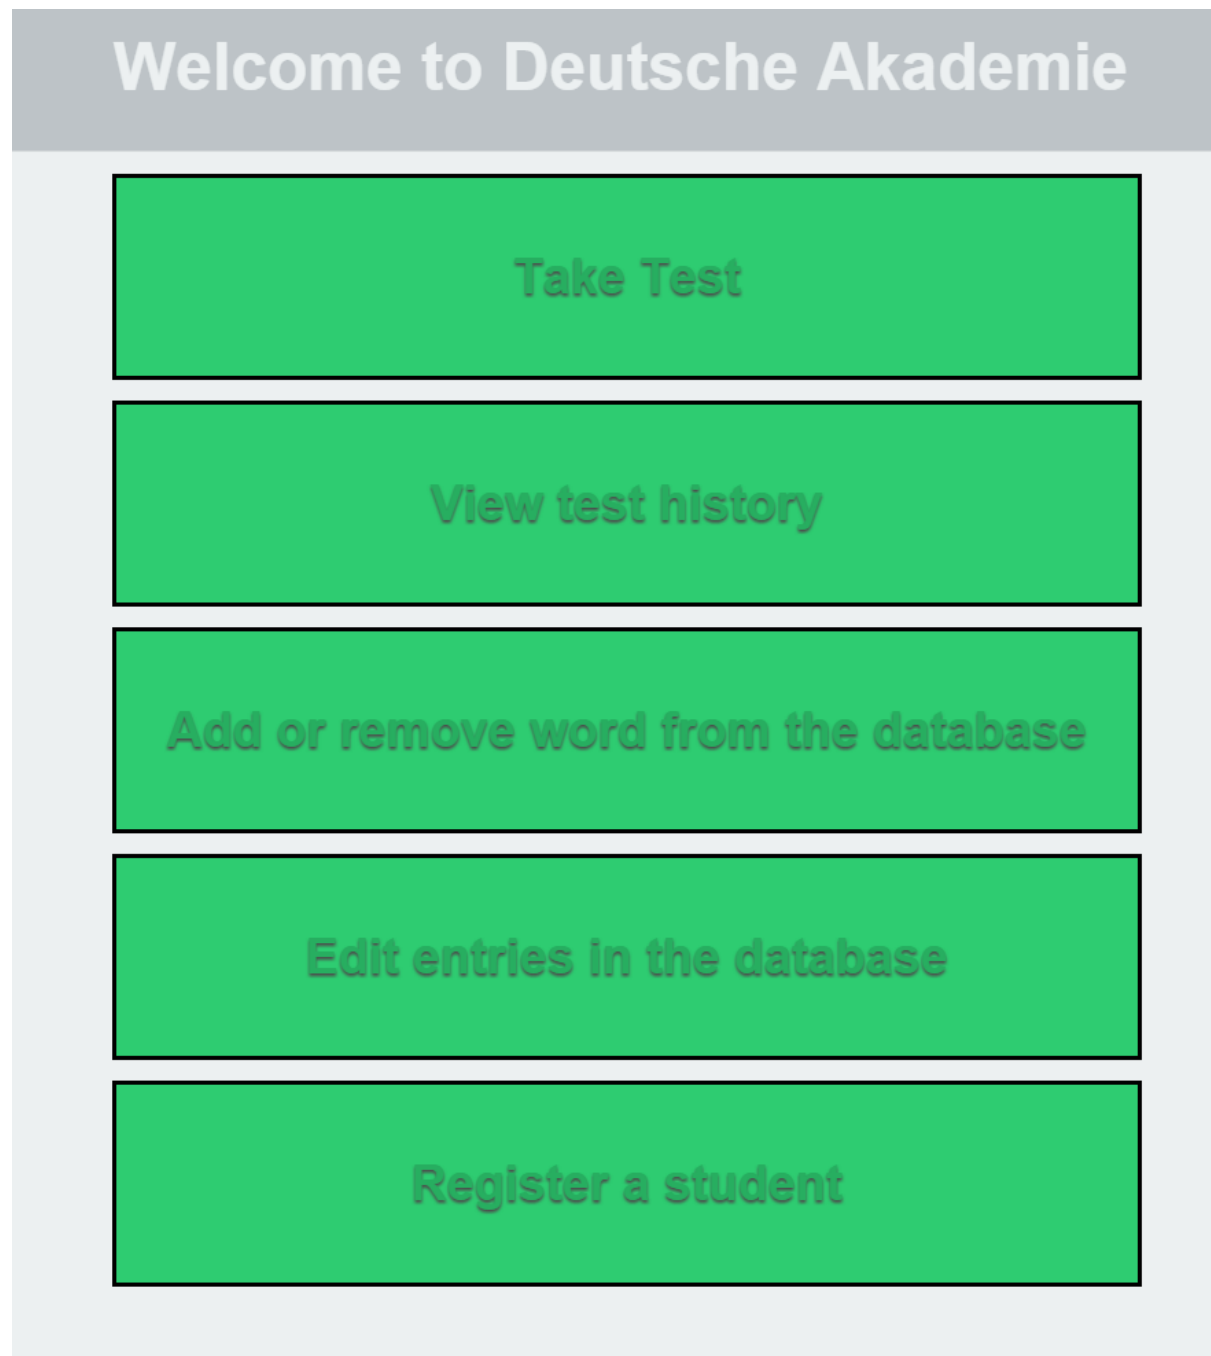 Welcome to Deutsche Akademie
Take Test
View test history
Add or remove word from the database
Edit entries in the database
Register a student